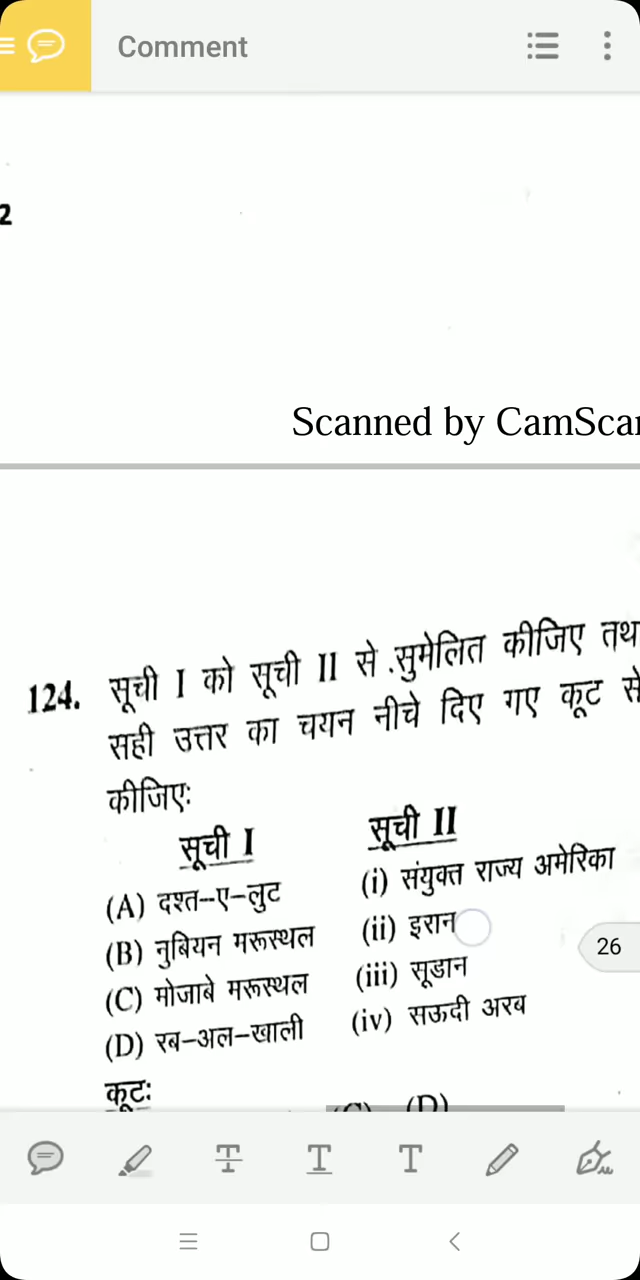 Comment
2
Scanned by CamScan
124. सूची I को सूची II से सुमेलित कीजिए तथ
सही उत्तर का चयन नीचे दिए गए कूट से
कीजिएः
सूची I सूची II
(A) दश्त-ए-लुट (i) संयुक्त राज्य अमेरिका
(B) नुबियन मरूस्थल (ii) इरान
(C) मोजाबे मरूस्थल (iii) सूडान
(D) रब-अल-खाली (iv) सऊदी अरब
26
कूटः
(C) (D)